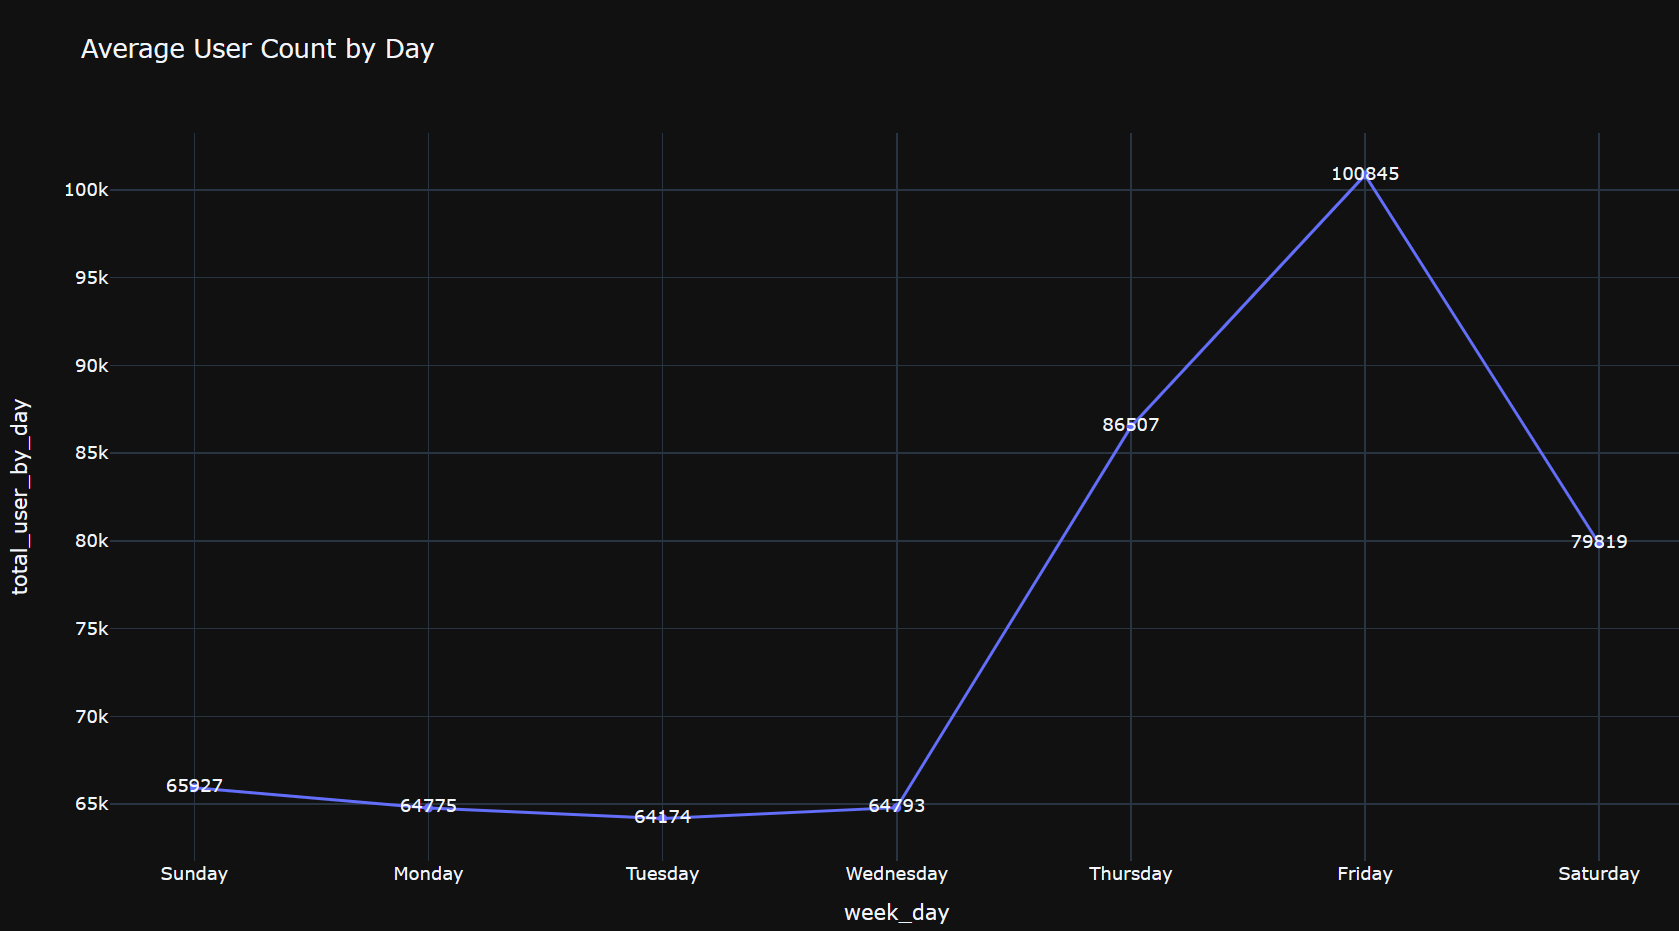 Average User Count by Day
100k
95k
90k
85k
80k
75k
70k
65k
total_user_by_day
65927
64775
64174
64793
86507
100845
79819
Sunday Monday Tuesday Wednesday Thursday Friday Saturday
week_day